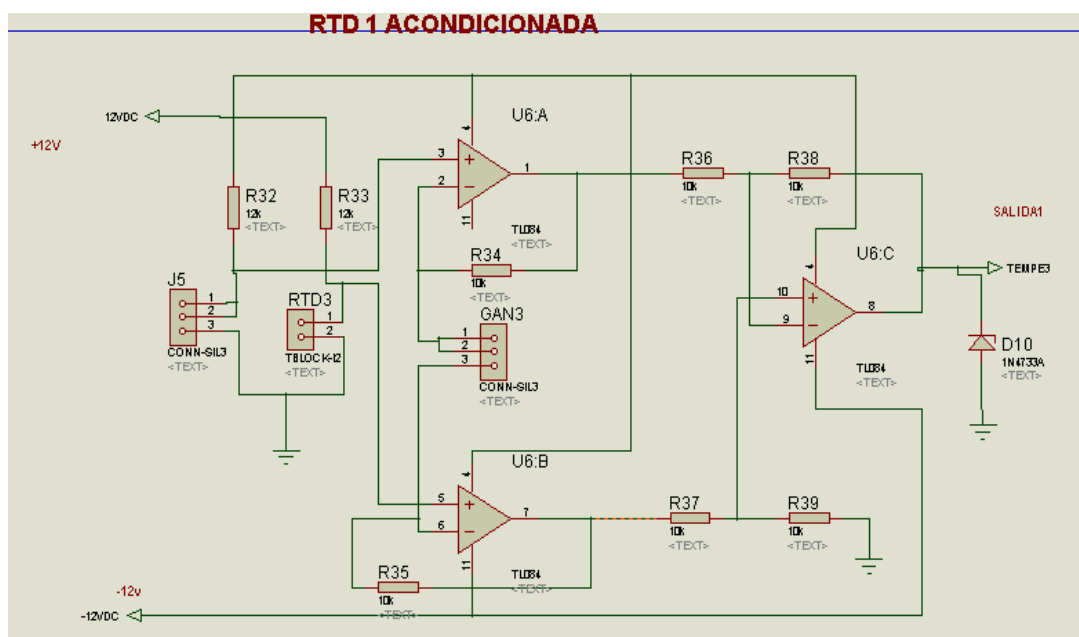 RTD 1 ACONDICIONADA
12VDC
+12V
U6:A
4
3
2
1
11
TL084
R32
12k
<TEXT>
R33
12k
<TEXT>
R36
10k
<TEXT>
R38
10k
<TEXT>
SALIDA1
R34
10k
<TEXT>
U6:C
4
10
9
8
11
TL084
<TEXT>
TEMPE3
J5
1
2
3
CONN-SIL3
<TEXT>
RTD3
1
2
TBLOCK-I2
<TEXT>
GAN3
1
2
3
CONN-SIL3
<TEXT>
D10
1N4733A
<TEXT>
U6:B
4
5
6
7
11
TL084
<TEXT>
R37
10k
<TEXT>
R39
10k
<TEXT>
R35
10k
<TEXT>
-12v
-12VDC